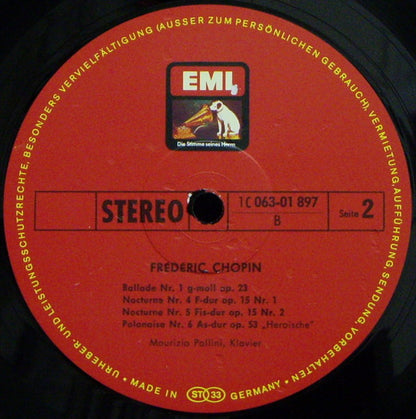 URHEBER- UND LEISTUNGSSCHUTZRECHTE, BESONDERS VERVIELFÄLTIGUNG (AUSSER ZUM PERSÖNLICHEN GEBRAUCH), VERMIETUNG, AUFFÜHRUNG, SENDUNG, VORBEHALTEN
EMI
Die Stimme seines Herrn
STEREO
1C 063-01 897
B
Seite 2
FRÉDÉRIC CHOPIN
Ballade Nr. 1 g-moll op. 23
Nocturne Nr. 4 F-dur op. 15 Nr. 1
Nocturne Nr. 5 Fis-dur op. 15 Nr. 2
Polonaise Nr. 6 As-dur op. 53 „Heroische"
Maurizio Pollini, Klavier
• MADE IN ST 33 GERMANY •